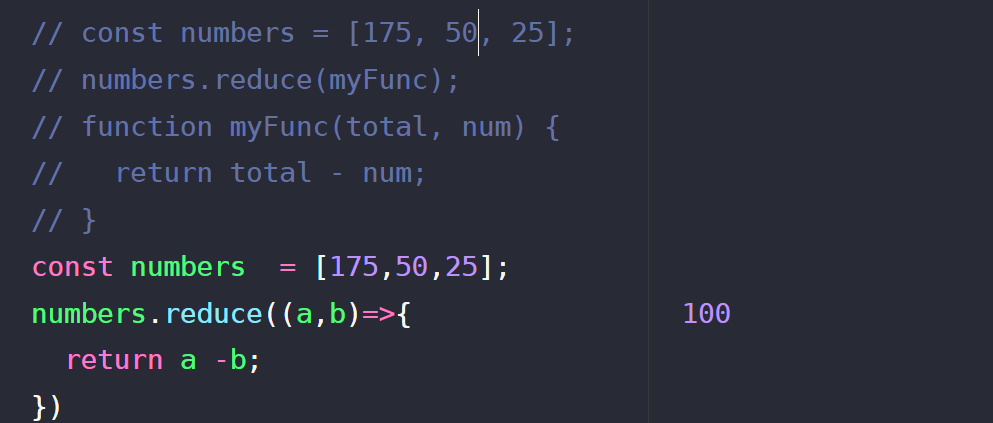 // const numbers = [175, 50, 25];
// numbers.reduce(myFunc);
// function myFunc(total, num) {
//   return total - num;
// }
const numbers  = [175,50,25];
numbers.reduce((a,b)=>{
100
  return a -b;
})